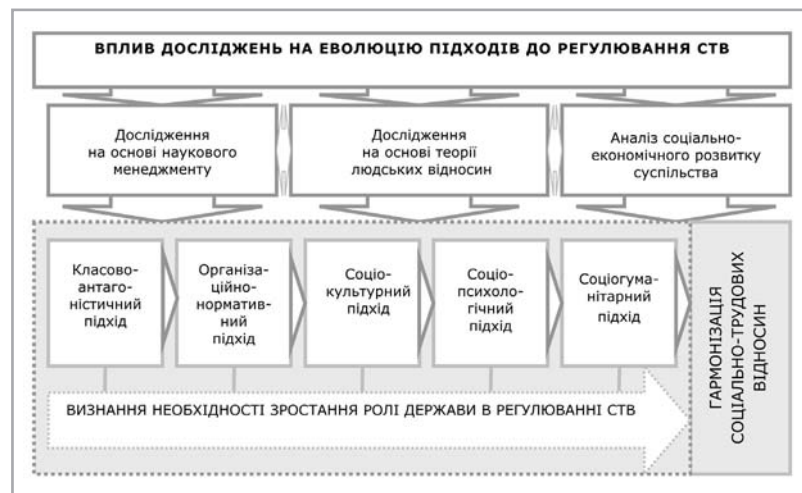 ВПЛИВ ДОСЛІДЖЕНЬ НА ЕВОЛЮЦІЮ ПІДХОДІВ ДО РЕГУЛЮВАННЯ СТВ
Дослідження
на основі наукового
менеджменту
Дослідження
на основі теорії
людських відносин
Аналіз соціально-
економічного розвитку
суспільства
Класово-
антаго-
ністичний
підхід
Організа-
ційно-
норматив-
ний
підхід
Соціо-
культурний
підхід
Соціо-
психоло-
гічний
підхід
Соціогума-
нітарний
підхід
ВИЗНАННЯ НЕОБХІДНОСТІ ЗРОСТАННЯ РОЛІ ДЕРЖАВИ В РЕГУЛЮВАННІ СТВ
ГАРМОНІЗАЦІЯ
СОЦІАЛЬНО-ТРУДОВИХ
ВІДНОСИН